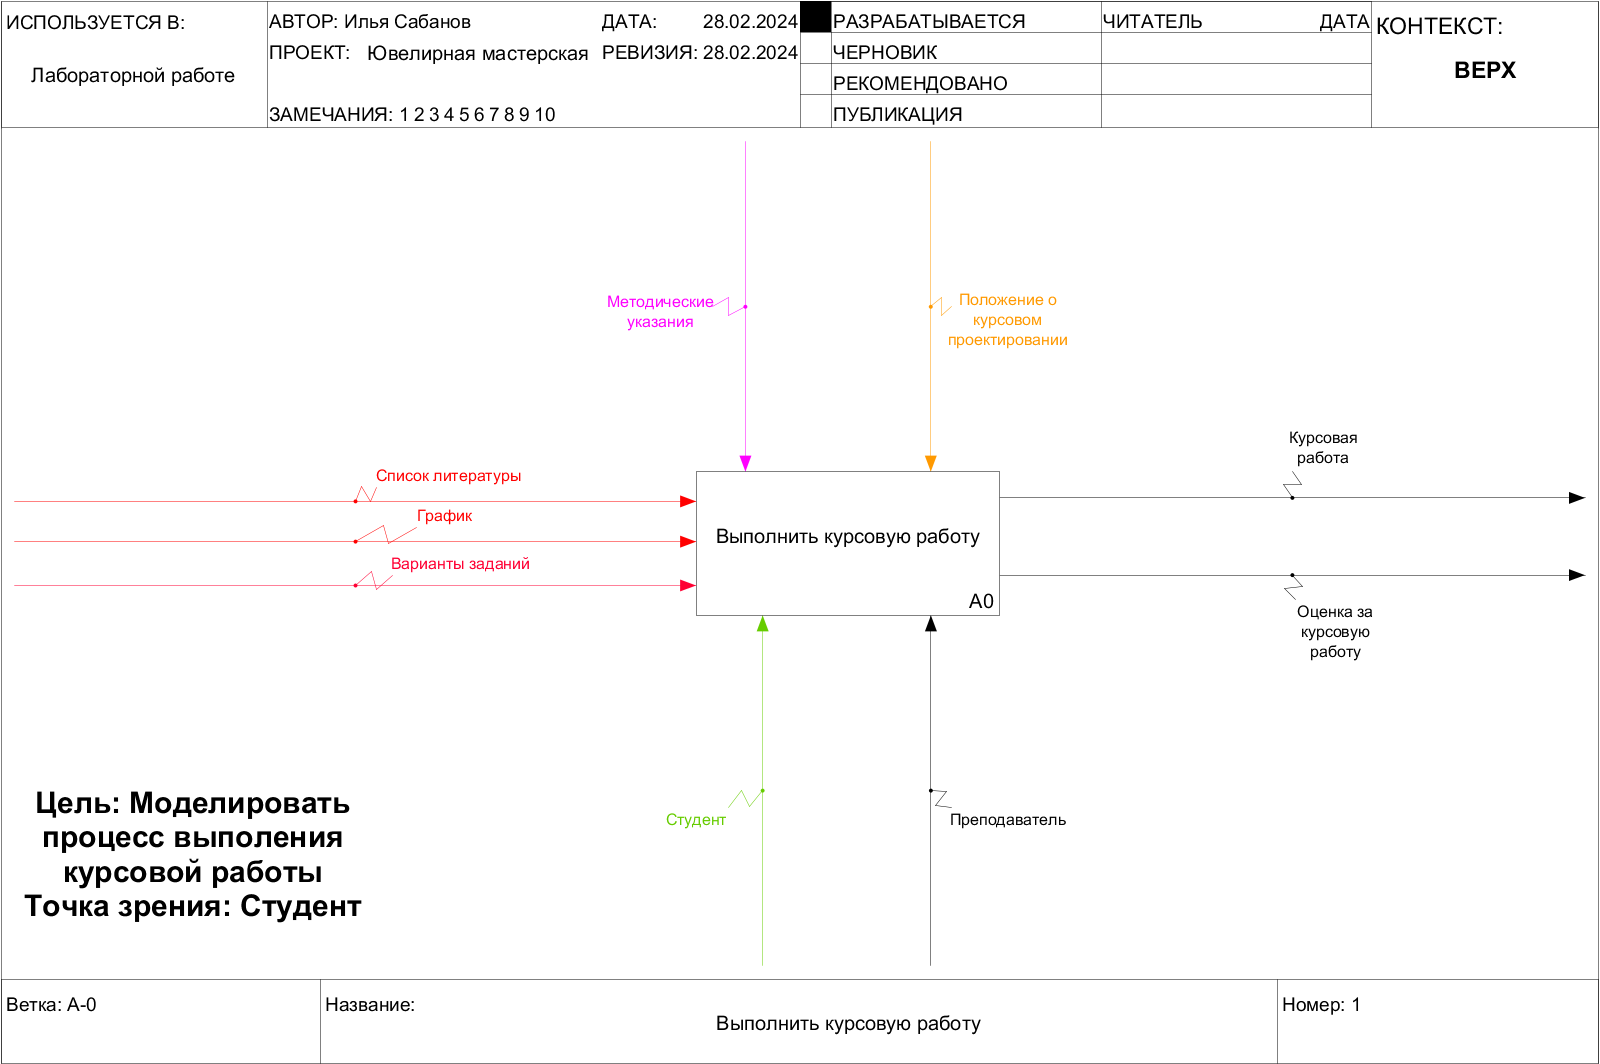 ИСПОЛЬЗУЕТСЯ В:
Лабораторной работе
АВТОР: Илья Сабанов
ДАТА: 28.02.2024
ПРОЕКТ: Ювелирная мастерская
РЕВИЗИЯ: 28.02.2024
ЗАМЕЧАНИЯ: 1 2 3 4 5 6 7 8 9 10
РАЗРАБАТЫВАЕТСЯ
ЧЕРНОВИК
РЕКОМЕНДОВАНО
ПУБЛИКАЦИЯ
ЧИТАТЕЛЬ ДАТА
КОНТЕКСТ:
ВЕРХ
Методические
указания
Положение о
курсовом
проектировании
Список литературы
График
Варианты заданий
Выполнить курсовую работу
А0
Курсовая
работа
Оценка за
курсовую
работу
Студент
Преподаватель
Цель: Моделировать
процесс выполения
курсовой работы
Точка зрения: Студент
Ветка: А-0
Название:
Выполнить курсовую работу
Номер: 1